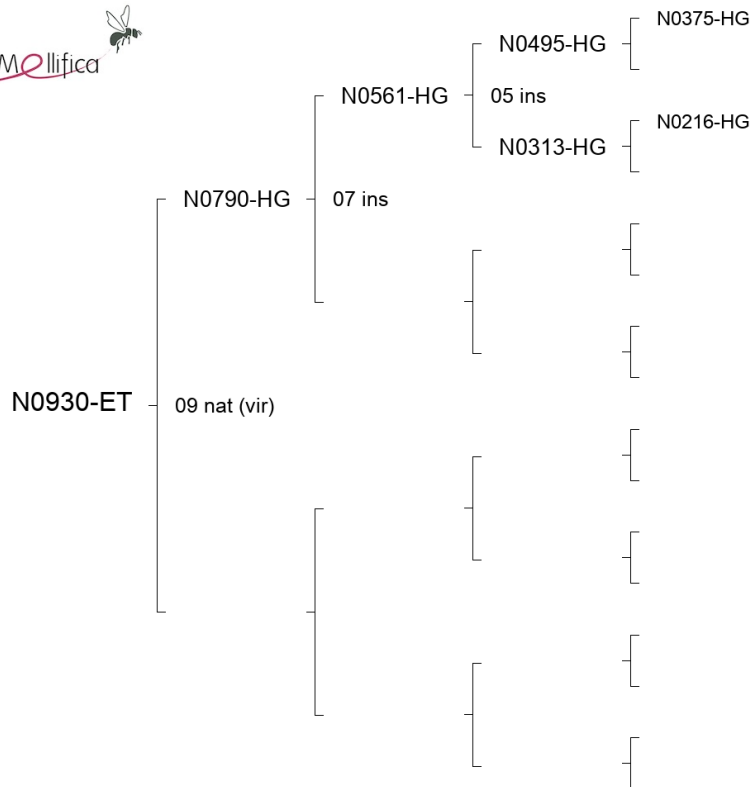 Mellifica
N0375-HG
N0495-HG
N0561-HG
05 ins
N0216-HG
N0313-HG
N0790-HG
07 ins
N0930-ET
09 nat (vir)